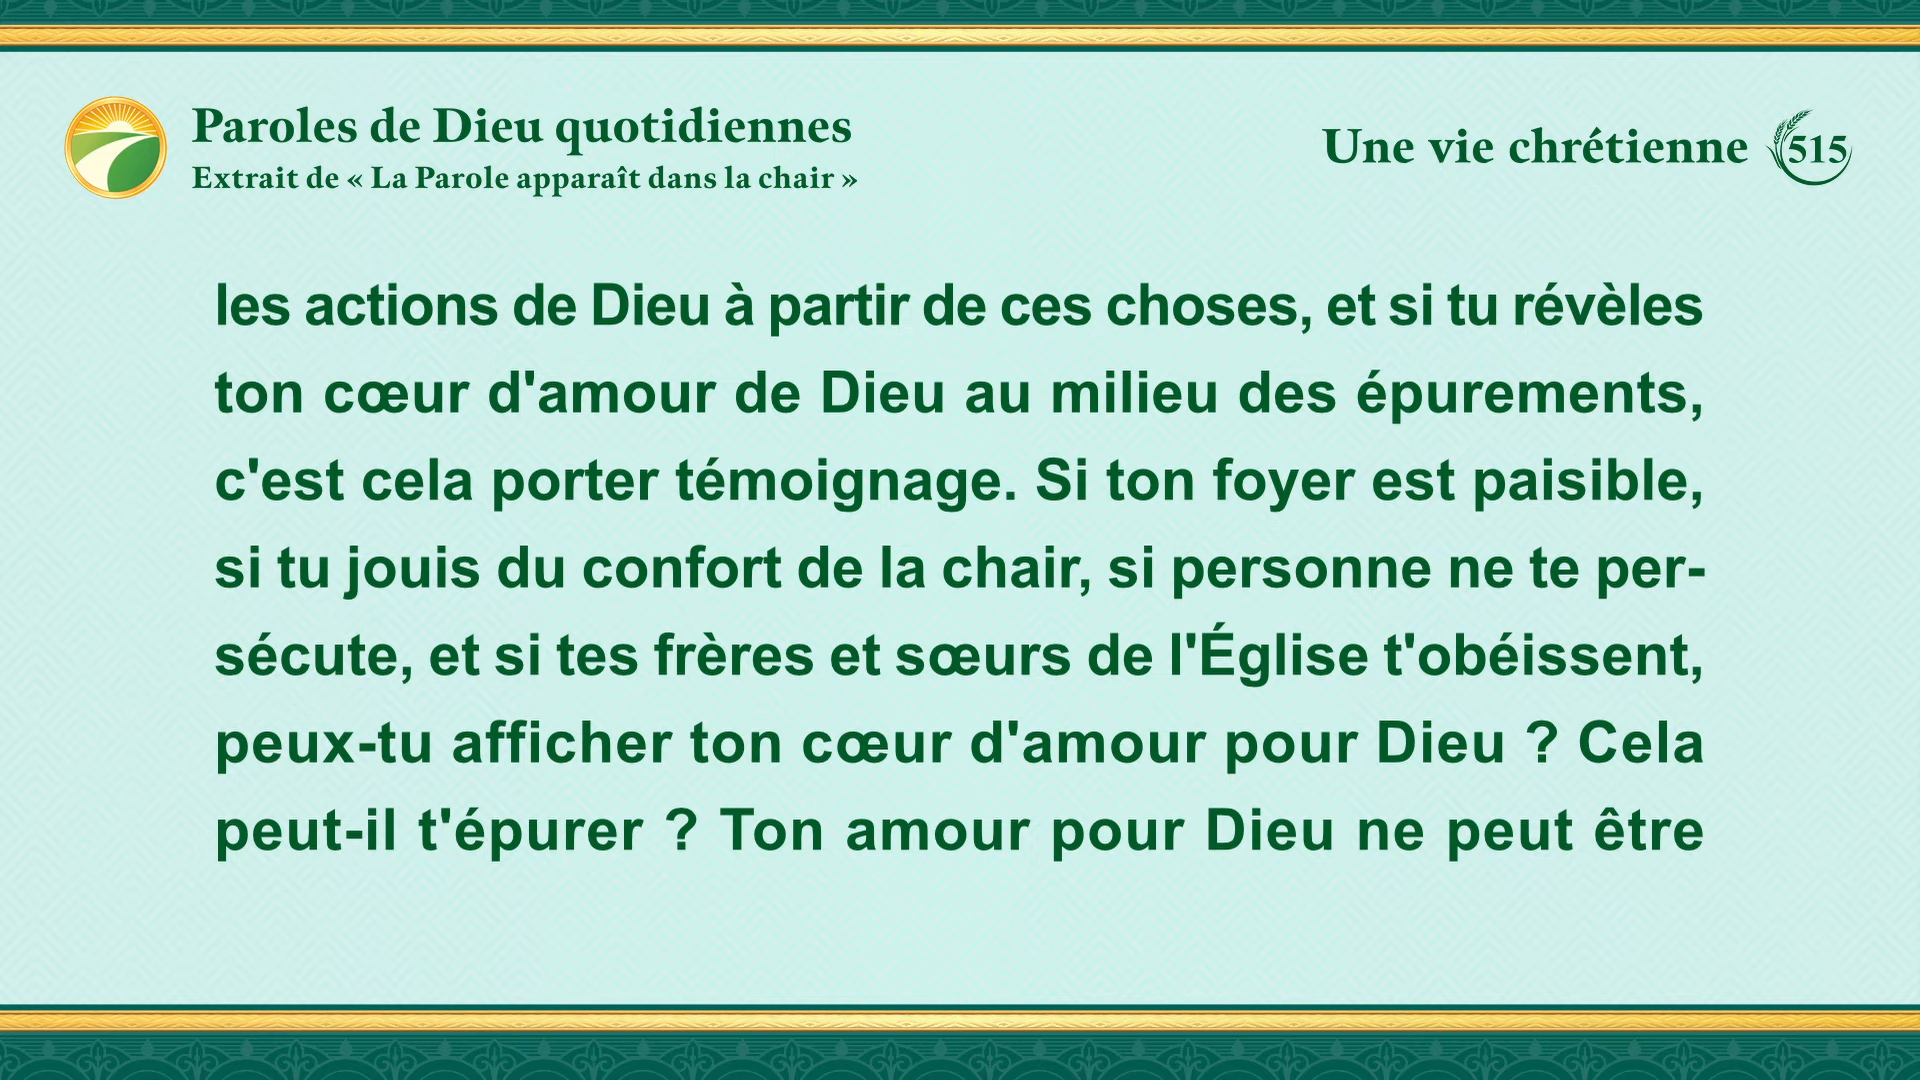 Paroles de Dieu quotidiennes
Extrait de « La Parole apparaît dans la chair »
Une vie chrétienne 515
les actions de Dieu à partir de ces choses, et si tu révèles
ton cœur d'amour de Dieu au milieu des épurements,
c'est cela porter témoignage. Si ton foyer est paisible,
si tu jouis du confort de la chair, si personne ne te per-
sécute, et si tes frères et sœurs de l'Église t'obéissent,
peux-tu afficher ton cœur d'amour pour Dieu ? Cela
peut-il t'épurer ? Ton amour pour Dieu ne peut être